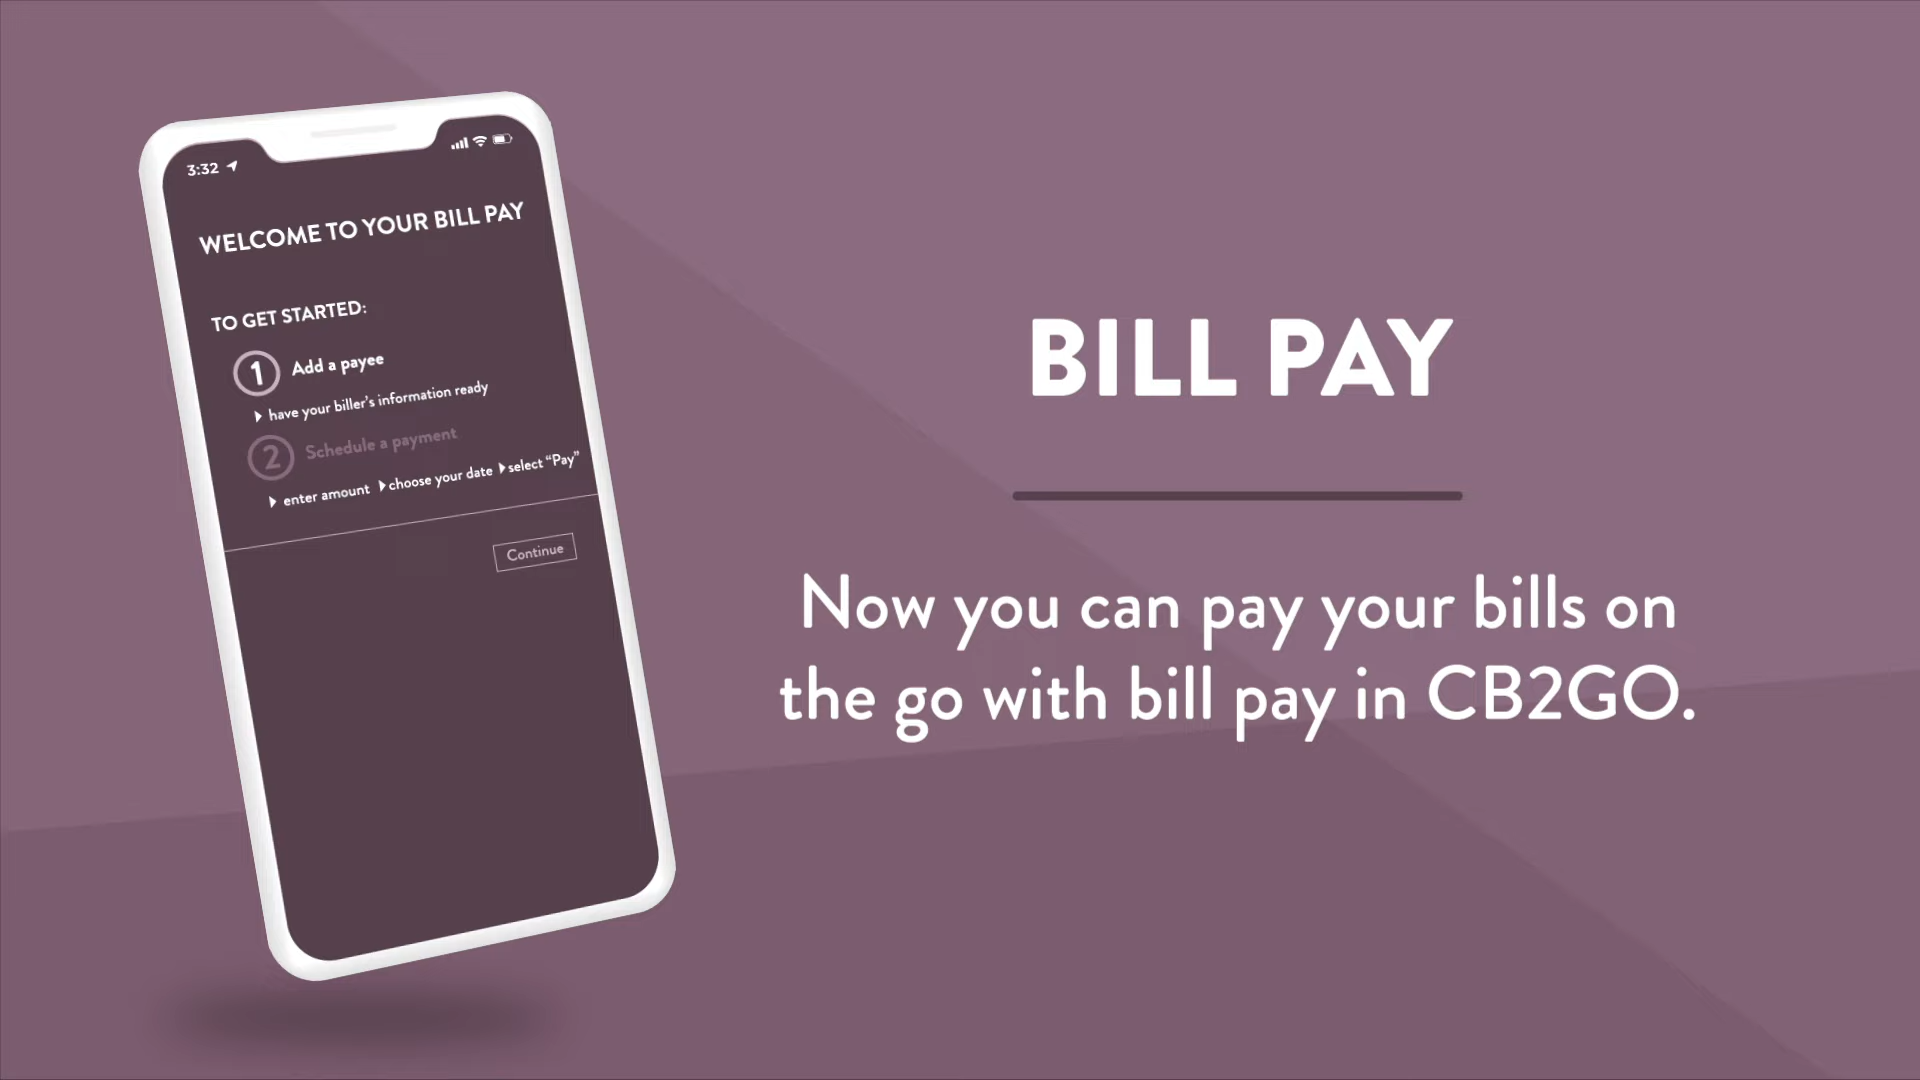 3:32
WELCOME TO YOUR BILL PAY
TO GET STARTED:
1 Add a payee
have your biller's information ready
2 Schedule a payment
enter amount choose your date select “Pay”
Continue
BILL PAY
Now you can pay your bills on
the go with bill pay in CB2GO.